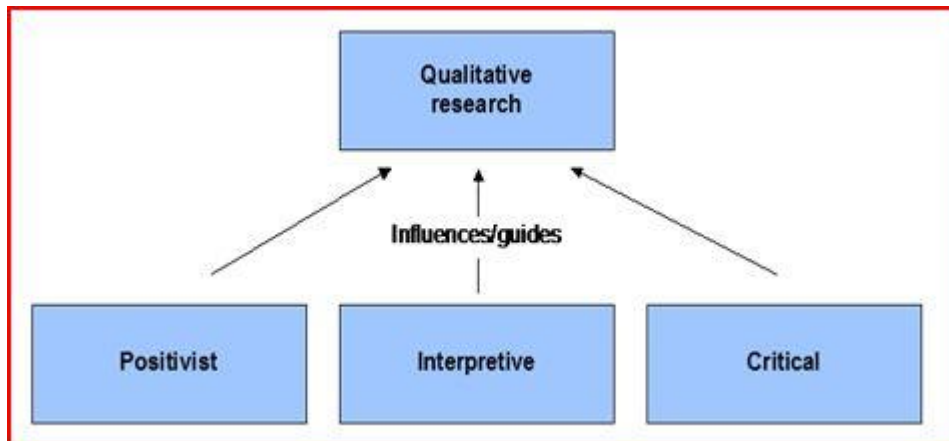 Qualitative
research
Influences/guides
Positivist
Interpretive
Critical